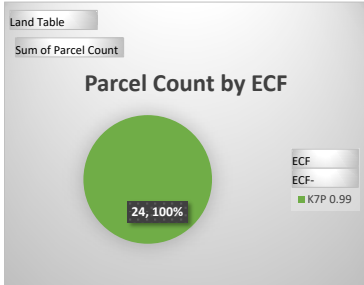 Land Table
Sum of Parcel Count
Parcel Count by ECF
24, 100%
ECF
ECF-
K7P 0.99